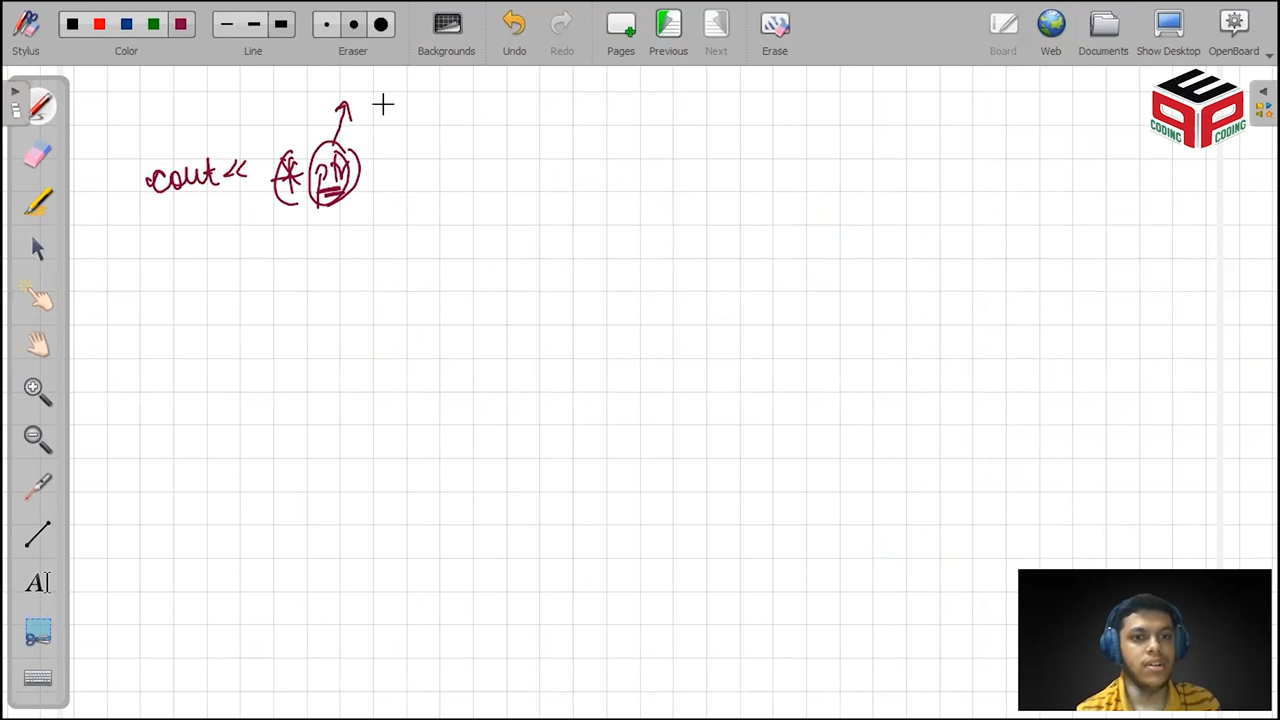 Stylus Color Line Eraser Backgrounds Undo Redo Pages Previous Next Erase Board Web Documents Show Desktop OpenBoard
CODING CODING
cout <<